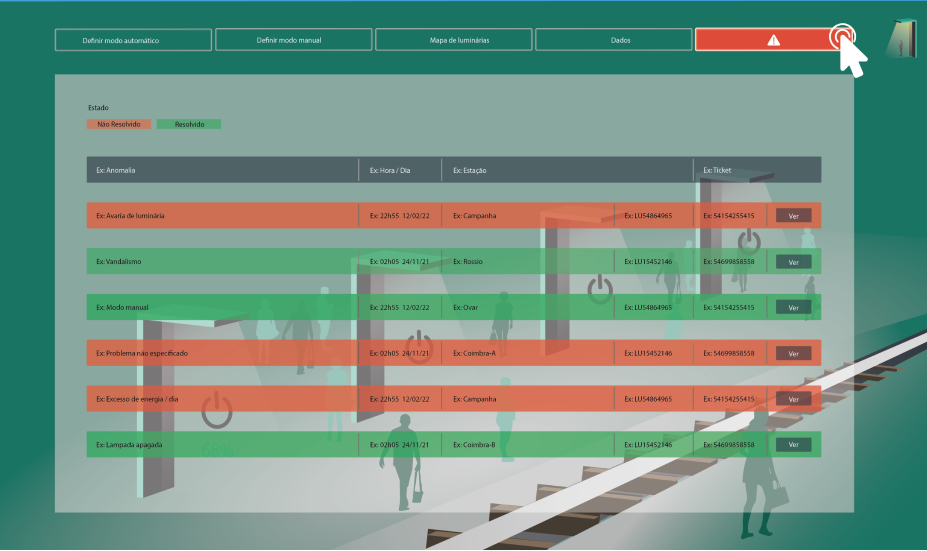 Definir modo automático Definir modo manual Mapa de luminárias Dados
Estado
Não Resolvido Resolvido
Ex: Anomalia Ex: Hora / Dia Ex: Estação Ex: Ticket
Ex: Avaria de luminária Ex: 22h55 12/02/22 Ex: Campanha Ex: LU54864965 Ex: 54154255415 Ver
Ex: Vandalismo Ex: 02h05 24/11/21 Ex: Rossio Ex: LU15452146 Ex: 54699858558 Ver
Ex: Modo manual Ex: 22h55 12/02/22 Ex: Ovar Ex: LU54864965 Ex: 54154255415 Ver
Ex: Problema não especificado Ex: 02h05 24/11/21 Ex: Coimbra-A Ex: LU15452146 Ex: 54699858558 Ver
Ex: Excesso de energia / dia Ex: 22h55 12/02/22 Ex: Campanha Ex: LU54864965 Ex: 54154255415 Ver
Ex: Lampada apagada Ex: 02h05 24/11/21 Ex: Coimbra-B Ex: LU15452146 Ex: 54699858558 Ver